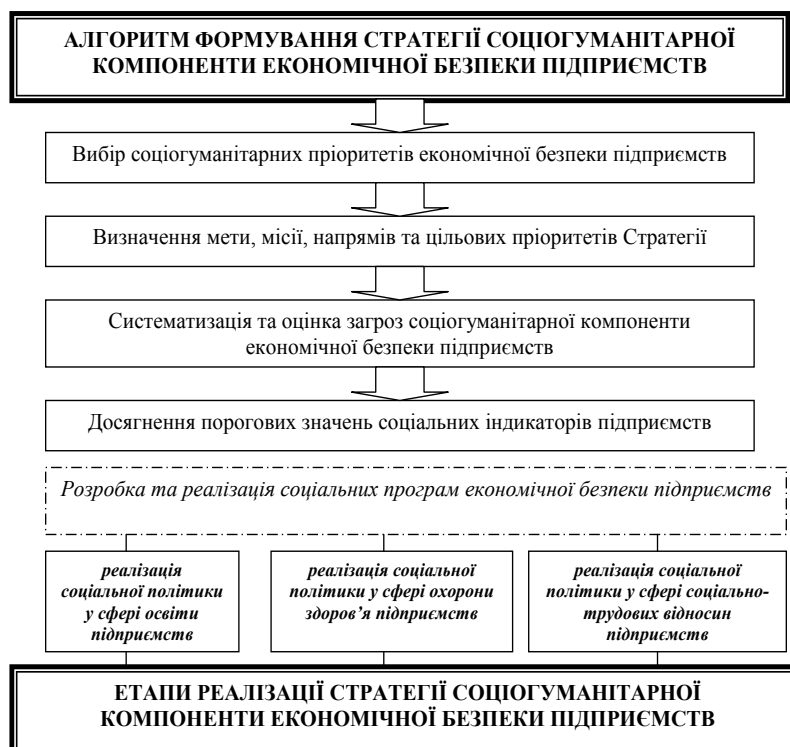 АЛГОРИТМ ФОРМУВАННЯ СТРАТЕГІЇ СОЦІОГУМАНІТАРНОЇ
КОМПОНЕНТИ ЕКОНОМІЧНОЇ БЕЗПЕКИ ПІДПРИЄМСТВ
Вибір соціогуманітарних пріоритетів економічної безпеки підприємств
Визначення мети, місії, напрямів та цільових пріоритетів Стратегії
Систематизація та оцінка загроз соціогуманітарної компоненти
економічної безпеки підприємств
Досягнення порогових значень соціальних індикаторів підприємств
Розробка та реалізація соціальних програм економічної безпеки підприємств
реалізація
соціальної політики
у сфері освіти
підприємств
реалізація соціальної
політики у сфері охорони
здоров’я підприємств
реалізація соціальної
політики у сфері соціально-
трудових відносин
підприємств
ЕТАПИ РЕАЛІЗАЦІЇ СТРАТЕГІЇ СОЦІОГУМАНІТАРНОЇ
КОМПОНЕНТИ ЕКОНОМІЧНОЇ БЕЗПЕКИ ПІДПРИЄМСТВ